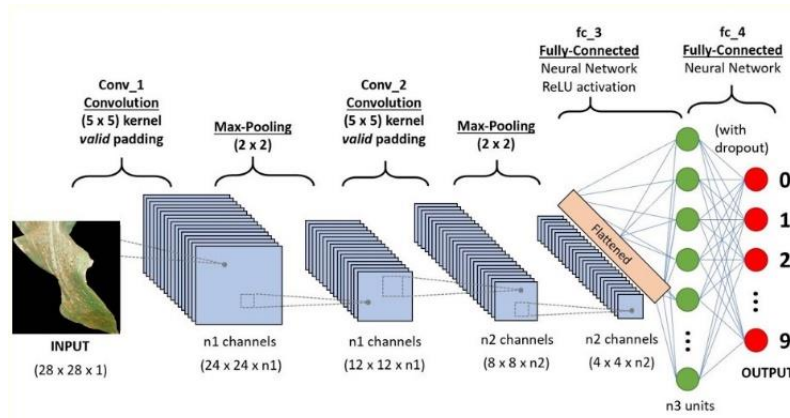 fc_3
Fully-Connected
Neural Network
ReLU activation
fc_4
Fully-Connected
Neural Network
Conv_1
Convolution
(5 x 5) kernel
valid padding
Max-Pooling
(2 x 2)
Conv_2
Convolution
(5 x 5) kernel
valid padding
Max-Pooling
(2 x 2)
(with
dropout)
Flattened
0
1
2
9
INPUT
(28 x 28 x 1)
n1 channels
(24 x 24 x n1)
n1 channels
(12 x 12 x n1)
n2 channels
(8 x 8 x n2)
n2 channels
(4 x 4 x n2)
OUTPUT
n3 units